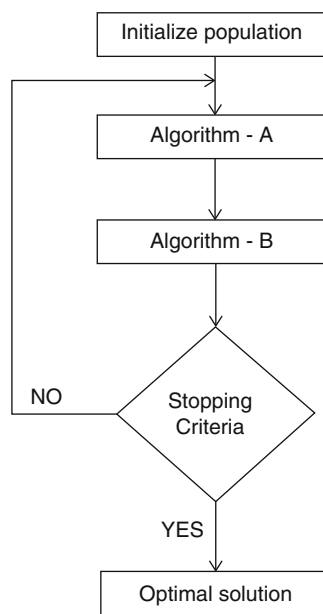 Initialize population
Algorithm - A
Algorithm - B
Stopping
Criteria
NO
YES
Optimal solution